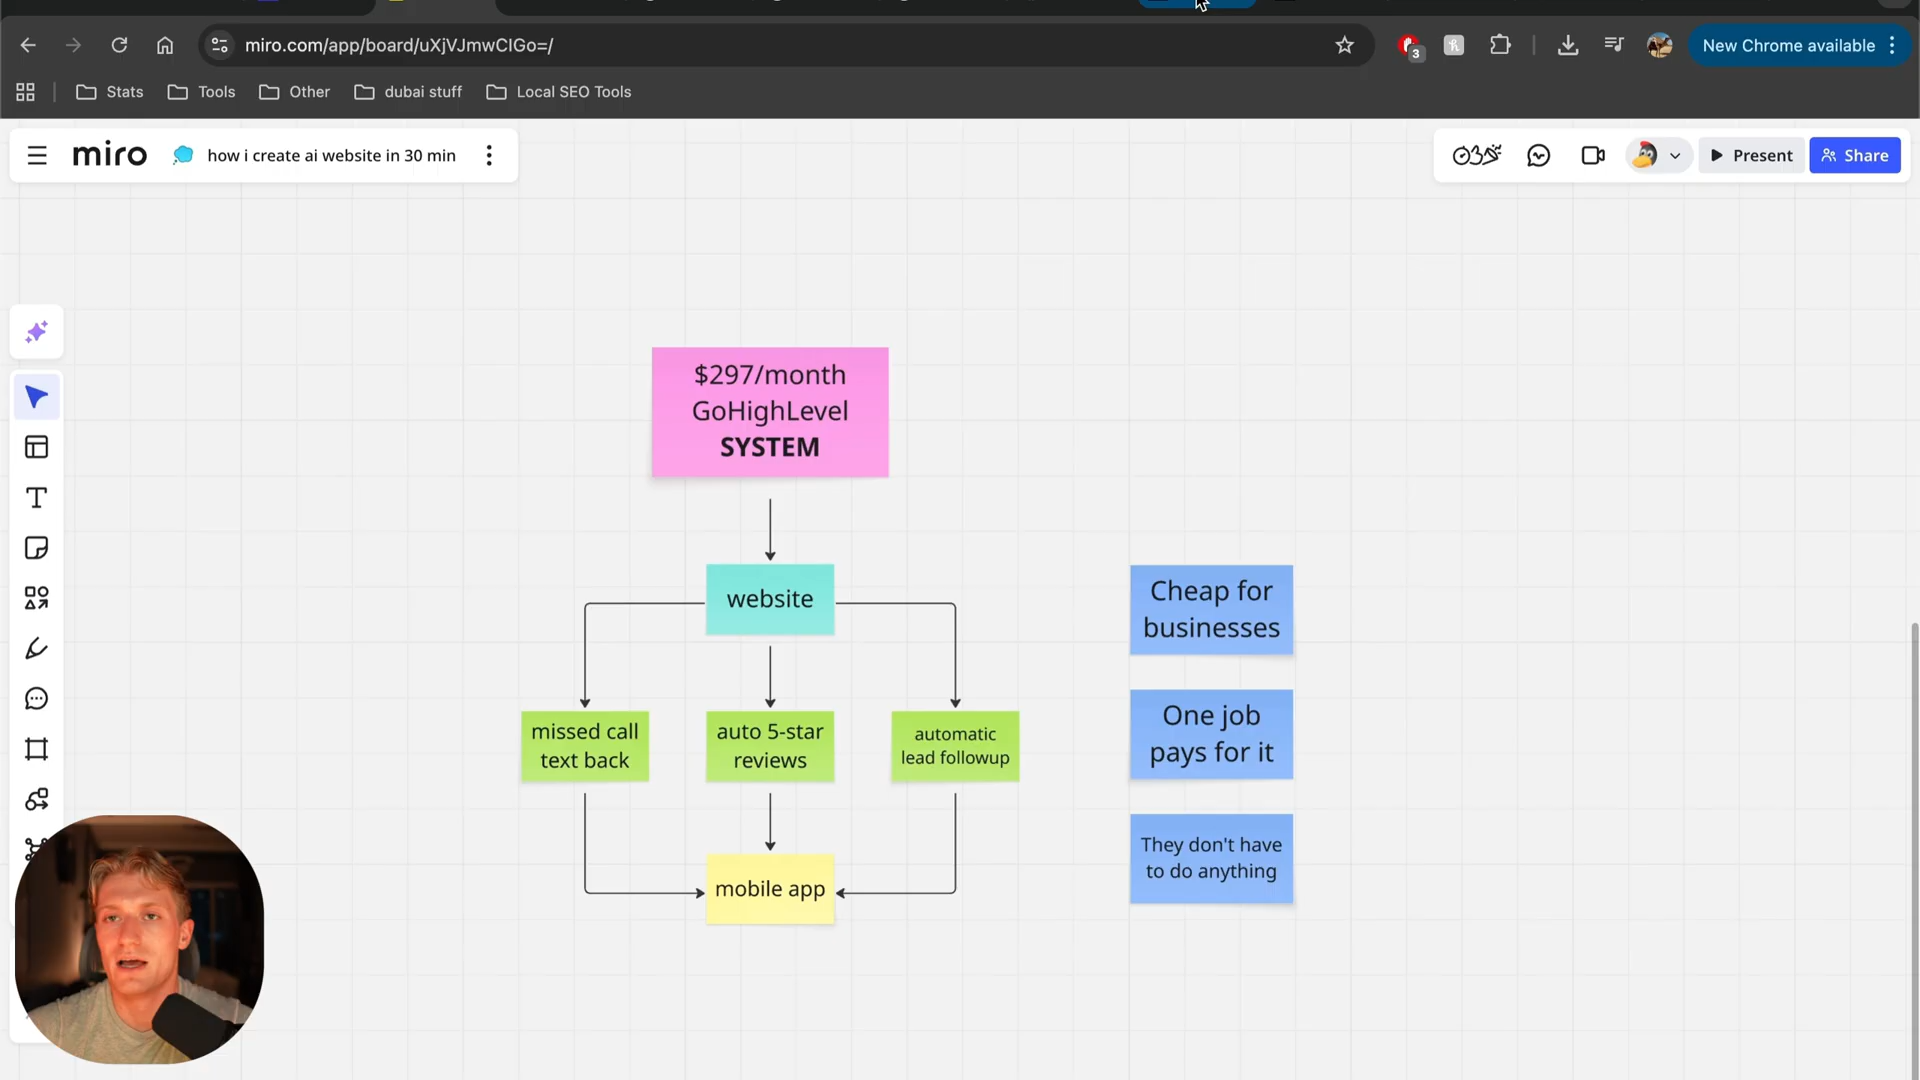 miro.com/app/board/uXjVJmwClGo=/
3
New Chrome available
Stats
Tools
Other
dubai stuff
Local SEO Tools
miro
how i create ai website in 30 min
Present
Share
$297/month
GoHighLevel
SYSTEM
website
missed call
text back
auto 5-star
reviews
automatic
lead followup
mobile app
Cheap for
businesses
One job
pays for it
They don't have
to do anything